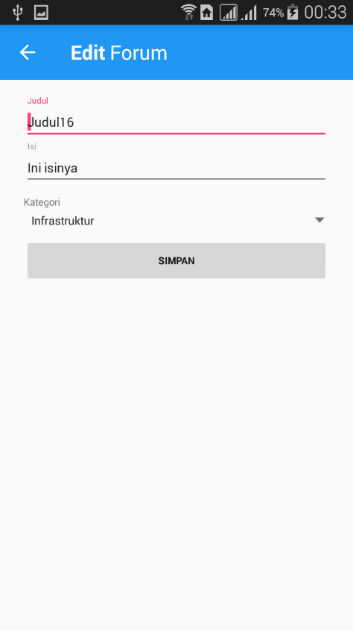 74% 00:33
Edit Forum
Judul
Judul16
Isi
Ini isinya
Kategori
Infrastruktur
SIMPAN